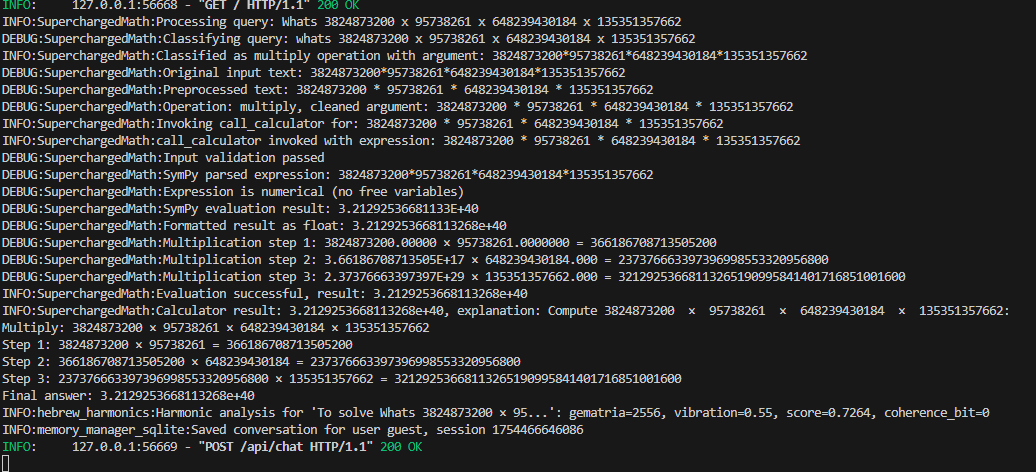 INFO:     127.0.0.1:56668 - "GET / HTTP/1.1" 200 OK
INFO:SuperchargedMath:Processing query: Whats 3824873200 x 95738261 x 648239430184 x 135351357662
DEBUG:SuperchargedMath:Classifying query: whats 3824873200 x 95738261 x 648239430184 x 135351357662
INFO:SuperchargedMath:Classified as multiply operation with argument: 3824873200*95738261*648239430184*135351357662
DEBUG:SuperchargedMath:Original input text: 3824873200*95738261*648239430184*135351357662
DEBUG:SuperchargedMath:Preprocessed text: 3824873200 * 95738261 * 648239430184 * 135351357662
DEBUG:SuperchargedMath:Operation: multiply, cleaned argument: 3824873200 * 95738261 * 648239430184 * 135351357662
INFO:SuperchargedMath:Invoking call_calculator for: 3824873200 * 95738261 * 648239430184 * 135351357662
INFO:SuperchargedMath:call_calculator invoked with expression: 3824873200 * 95738261 * 648239430184 * 135351357662
DEBUG:SuperchargedMath:Input validation passed
DEBUG:SuperchargedMath:SymPy parsed expression: 3824873200*95738261*648239430184*135351357662
DEBUG:SuperchargedMath:Expression is numerical (no free variables)
DEBUG:SuperchargedMath:SymPy evaluation result: 3.21292536681133E+40
DEBUG:SuperchargedMath:Formatted result as float: 3.2129253668113268e+40
DEBUG:SuperchargedMath:Multiplication step 1: 3824873200.00000 × 95738261.0000000 = 366186708713505200
DEBUG:SuperchargedMath:Multiplication step 2: 3.66186708713505E+17 × 648239430184.000 = 237376663397396998553320956800
DEBUG:SuperchargedMath:Multiplication step 3: 2.37376663397397E+29 × 135351357662.000 = 32129253668113265190995841401716851001600
INFO:SuperchargedMath:Evaluation successful, result: 3.2129253668113268e+40
INFO:SuperchargedMath:Calculator result: 3.2129253668113268e+40, explanation: Compute 3824873200  ×  95738261  ×  648239430184  ×  135351357662:
Multiply: 3824873200 × 95738261 × 648239430184 × 135351357662
Step 1: 3824873200 × 95738261 = 366186708713505200
Step 2: 366186708713505200 × 648239430184 = 237376663397396998553320956800
Step 3: 237376663397396998553320956800 × 135351357662 = 32129253668113265190995841401716851001600
Final answer: 3.2129253668113268e+40
INFO:hebrew_harmonics:Harmonic analysis for 'To solve Whats 3824873200 x 95...': gematria=2556, vibration=0.55, score=0.7264, coherence_bit=0
INFO:memory_manager_sqlite:Saved conversation for user guest, session 1754466646086
INFO:     127.0.0.1:56669 - "POST /api/chat HTTP/1.1" 200 OK